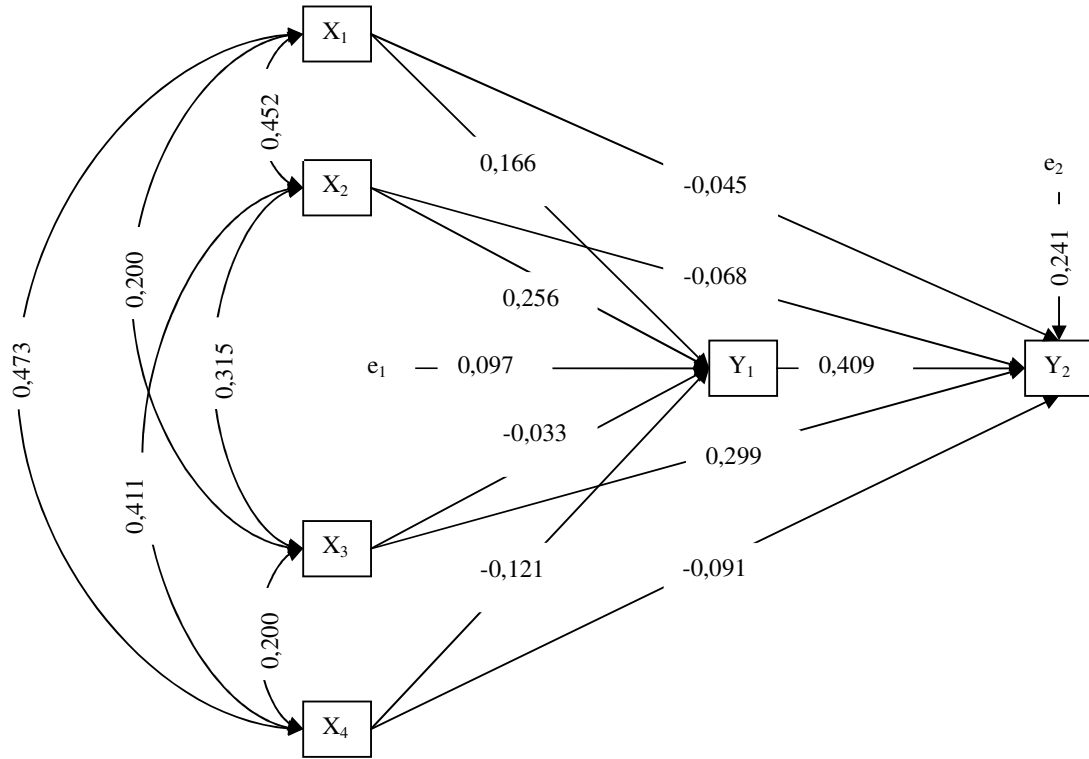 X₁
0,452
0,166
-0,045
e₂
X₂
0,200
-0,068
0,241
0,256
0,473
0,315
e₁
0,097
Y₁
0,409
Y₂
-0,033
0,299
0,411
X₃
-0,121
-0,091
0,200
X₄